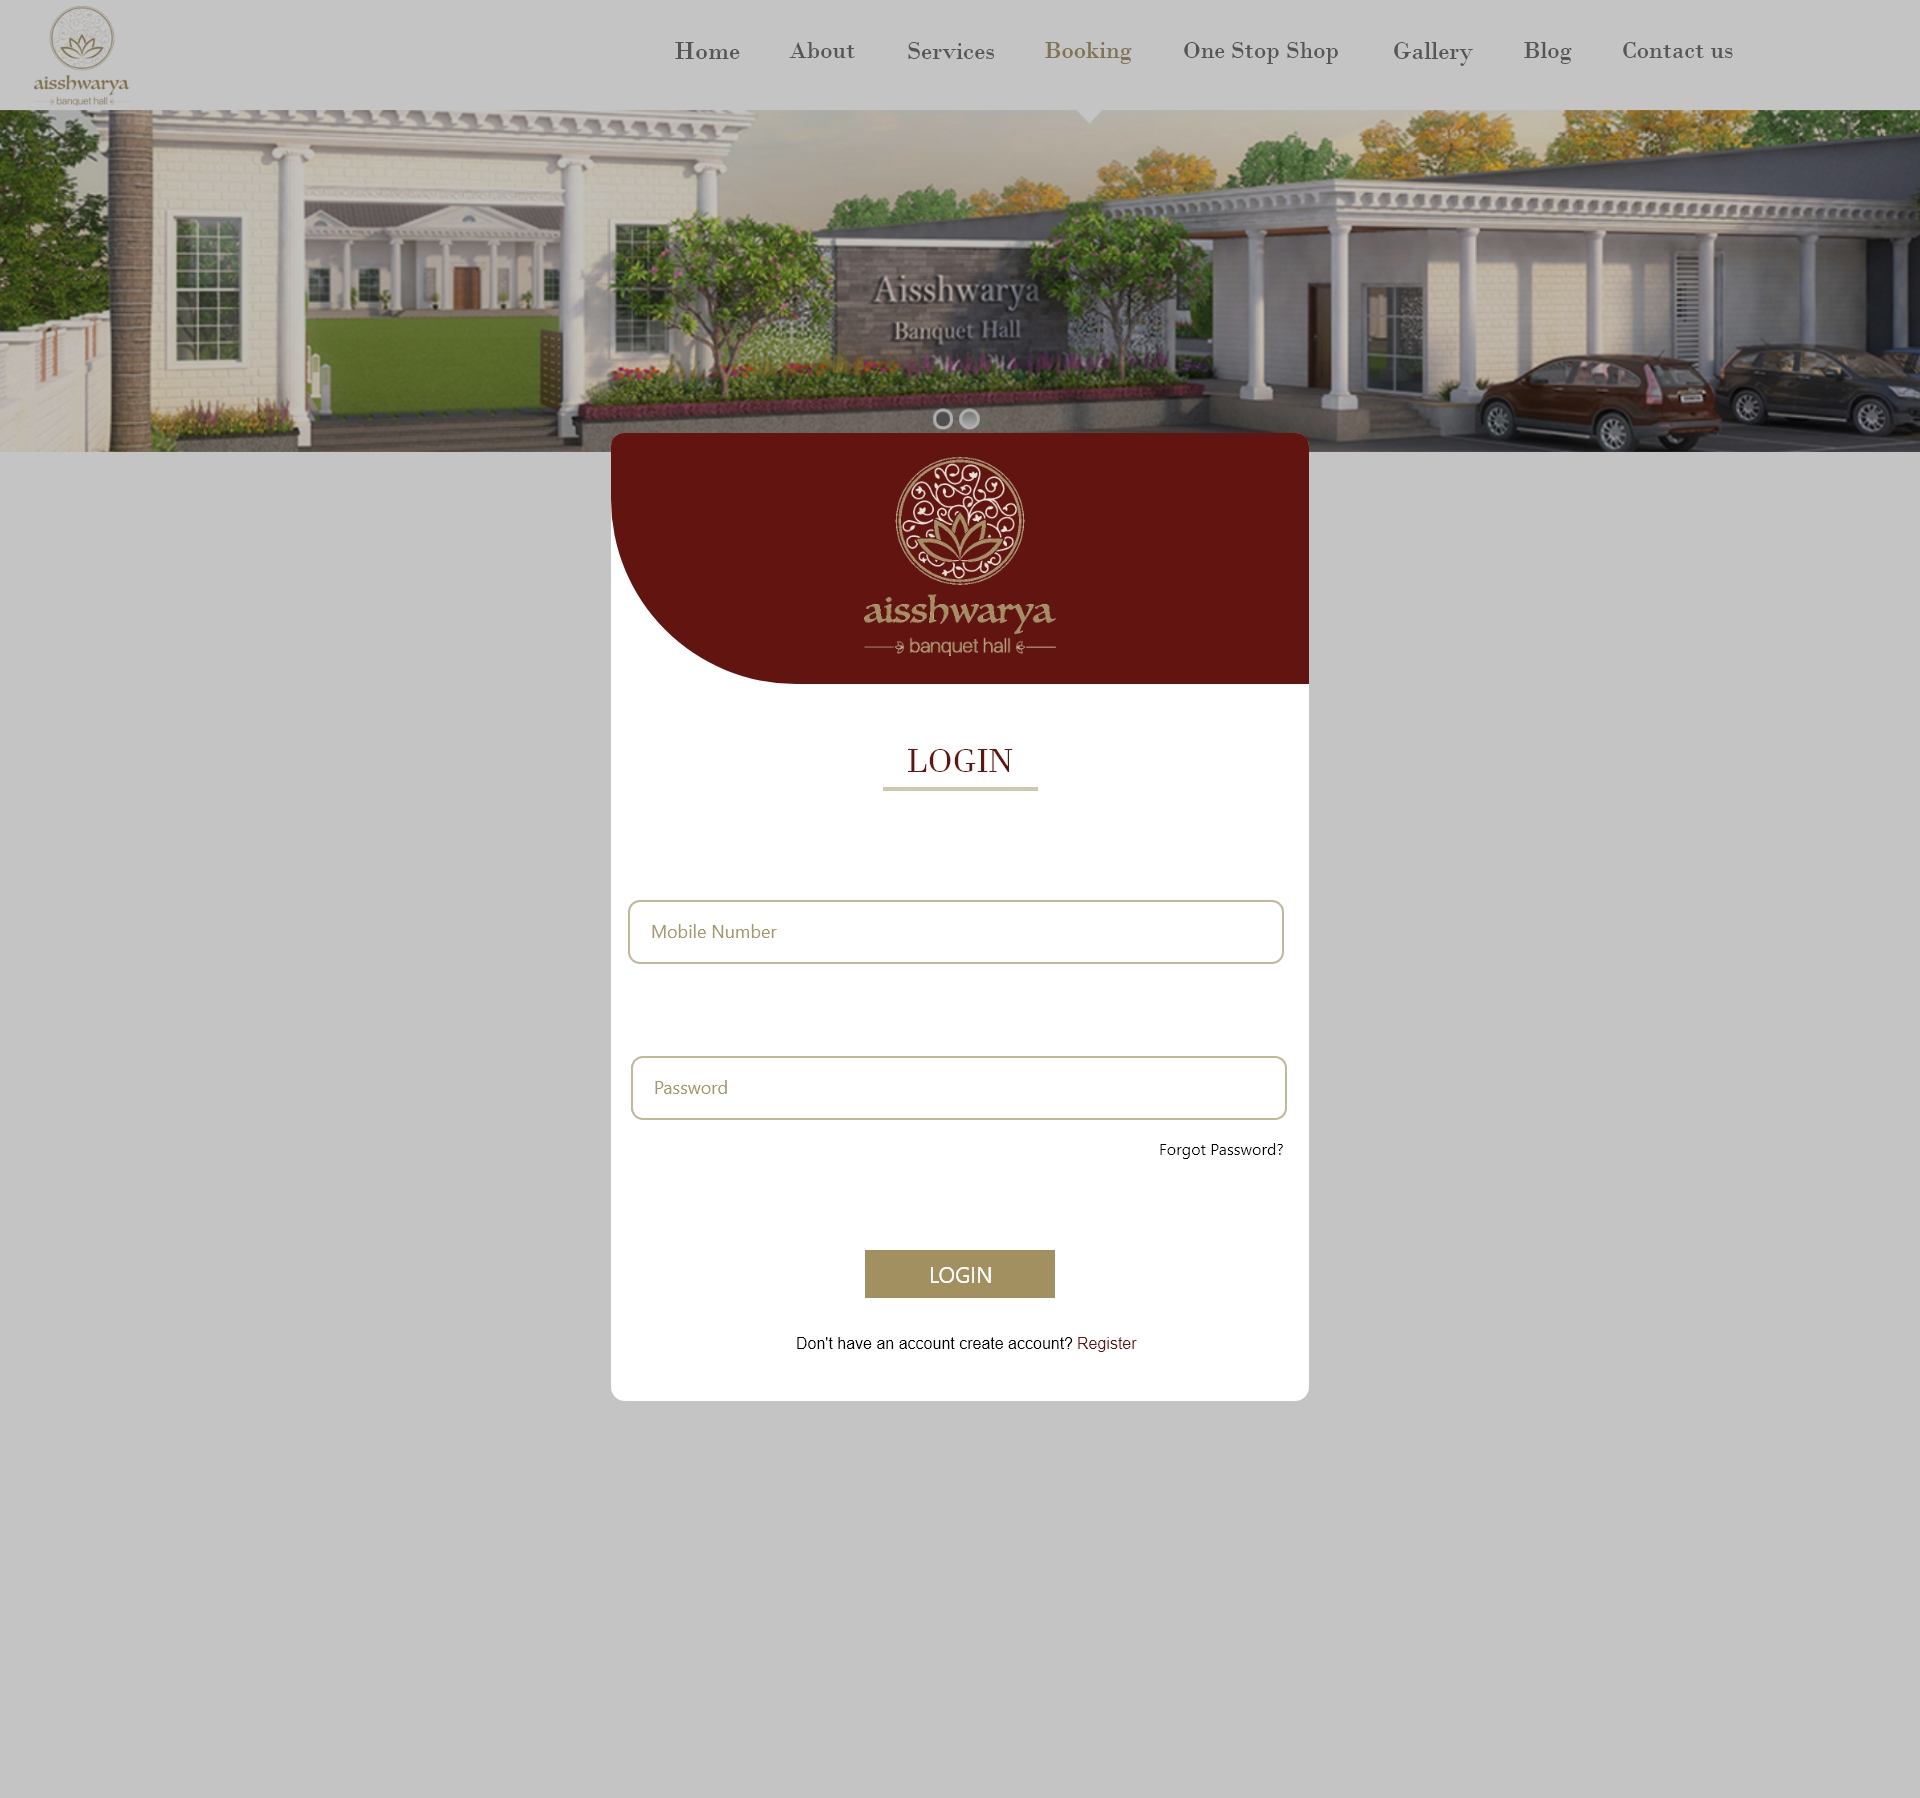 aisshwarya
banquet hall
Home About Services Booking One Stop Shop Gallery Blog Contact us
Aisshwarya
Banquet Hall
aisshwarya
banquet hall
LOGIN
Mobile Number
Password
Forgot Password?
LOGIN
Don't have an account create account? Register